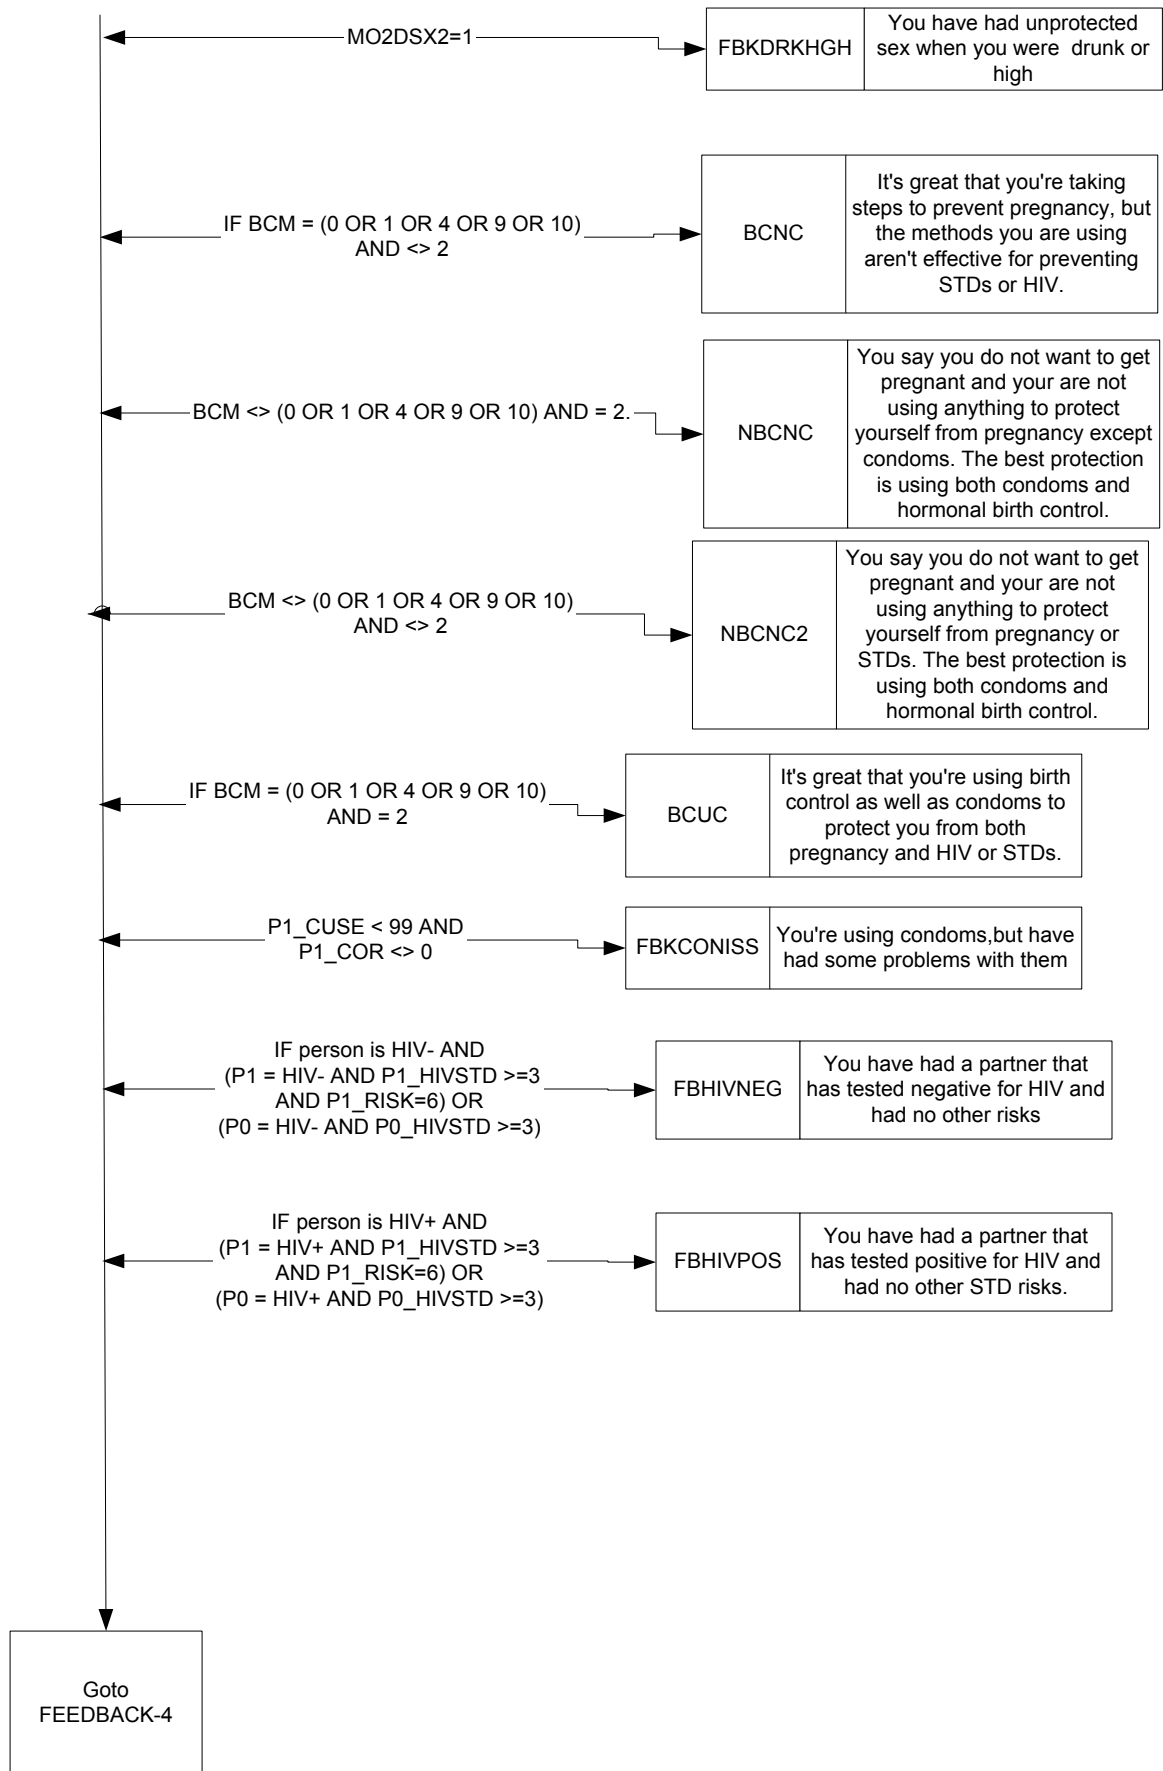 MO2DSX2=1
FBKDRKHGH
You have had unprotected
sex when you were  drunk or
high
IF BCM = (0 OR 1 OR 4 OR 9 OR 10)
AND <> 2
BCNC
It's great that you're taking
steps to prevent pregnancy, but
the methods you are using
aren't effective for preventing
STDs or HIV.
BCM <> (0 OR 1 OR 4 OR 9 OR 10) AND = 2.
NBCNC
You say you do not want to get
pregnant and your are not
using anything to protect
yourself from pregnancy except
condoms. The best protection
is using both condoms and
hormonal birth control.
BCM <> (0 OR 1 OR 4 OR 9 OR 10)
AND <> 2
NBCNC2
You say you do not want to get
pregnant and your are not
using anything to protect
yourself from pregnancy or
STDs. The best protection is
using both condoms and
hormonal birth control.
IF BCM = (0 OR 1 OR 4 OR 9 OR 10)
AND = 2
BCUC
It's great that you're using birth
control as well as condoms to
protect you from both
pregnancy and HIV or STDs.
P1_CUSE < 99 AND
P1_COR <> 0
FBKCONISS
You're using condoms,but have
had some problems with them
IF person is HIV- AND
(P1 = HIV- AND P1_HIVSTD >=3
AND P1_RISK=6) OR
(P0 = HIV- AND P0_HIVSTD >=3)
FBHIVNEG
You have had a partner that
has tested negative for HIV and
had no other risks
IF person is HIV+ AND
(P1 = HIV+ AND P1_HIVSTD >=3
AND P1_RISK=6) OR
(P0 = HIV+ AND P0_HIVSTD >=3)
FBHIVPOS
You have had a partner that
has tested positive for HIV and
had no other STD risks.
Goto
FEEDBACK-4